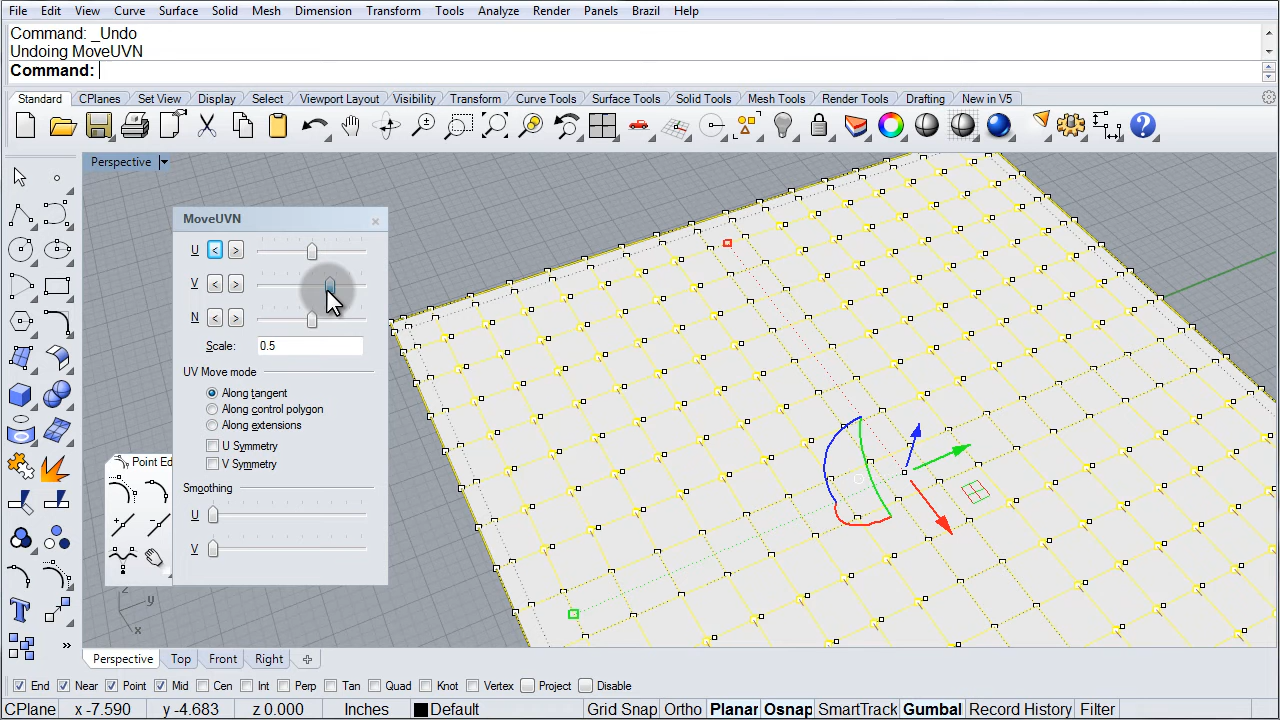 File Edit View Curve Surface Solid Mesh Dimension Transform Tools Analyze Render Panels Brazil Help
Command: _Undo
Undoing MoveUVN
Command:
Standard CPlanes Set View Display Select Viewport Layout Visibility Transform Curve Tools Surface Tools Solid Tools Mesh Tools Render Tools Drafting New in V5
Perspective
MoveUVN
U < >
V < >
N < >
Scale: 0.5
UV Move mode
Along tangent
Along control polygon
Along extensions
U Symmetry
V Symmetry
Smoothing
U
V
Point Ed
z
y
x
Perspective Top Front Right
End Near Point Mid Cen Int Perp Tan Quad Knot Vertex Project Disable
CPlane x -7.590 y -4.683 z 0.000 Inches Default Grid Snap Ortho Planar Osnap SmartTrack Gumbal Record History Filter